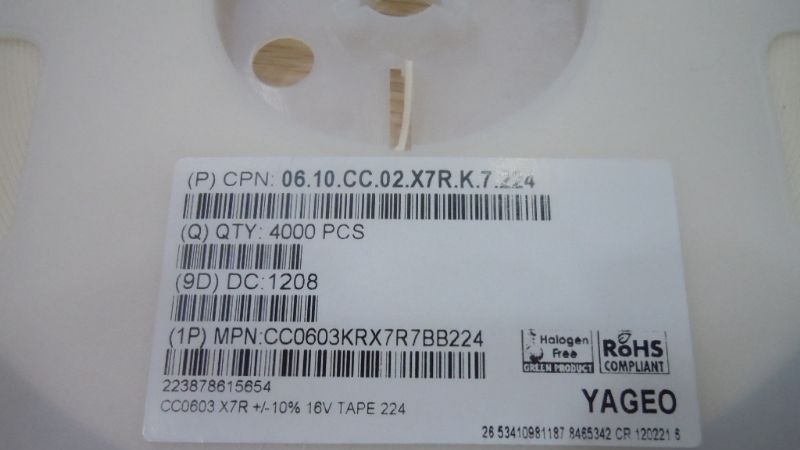 (P) CPN: 06.10.CC.02.X7R.K.7.224
(Q) QTY: 4000 PCS
(9D) DC:1208
(1P) MPN:CC0603KRX7R7BB224
Halogen
Free
GREEN PRODUCT
RoHS
COMPLIANT
223878615654
CC0603 X7R +/-10% 16V TAPE 224
YAGEO
26 53410981187 8465342 CR 120221 6